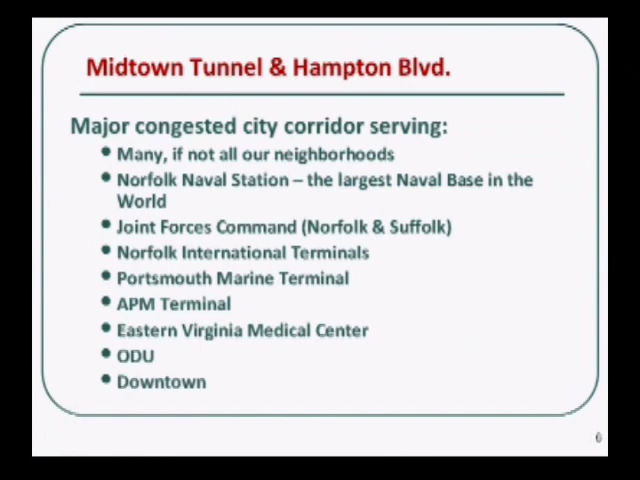 Midtown Tunnel & Hampton Blvd.
Major congested city corridor serving:
• Many, if not all our neighborhoods
• Norfolk Naval Station – the largest Naval Base in the
World
• Joint Forces Command (Norfolk & Suffolk)
• Norfolk International Terminals
• Portsmouth Marine Terminal
• APM Terminal
• Eastern Virginia Medical Center
• ODU
• Downtown
6